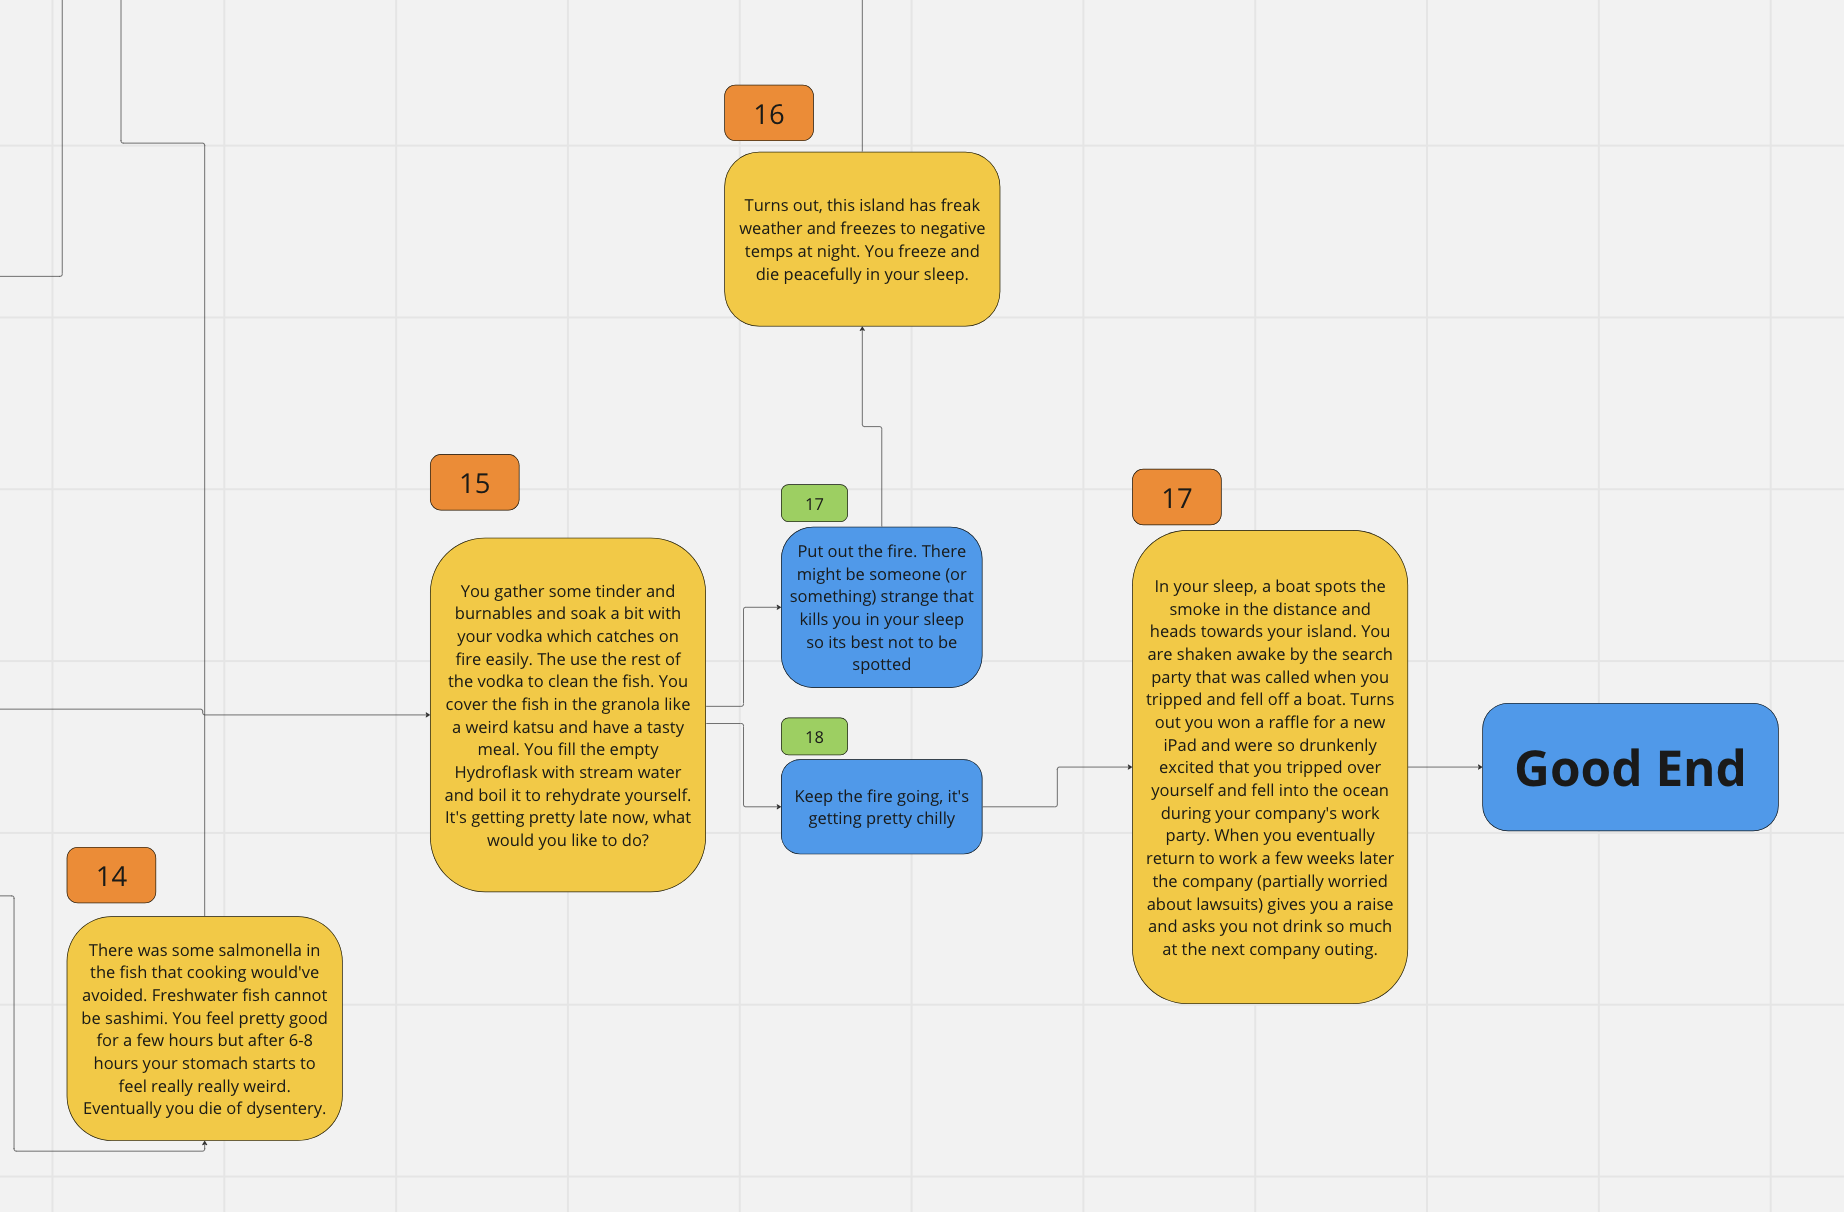 16
Turns out, this island has freak
weather and freezes to negative
temps at night. You freeze and
die peacefully in your sleep.
15
You gather some tinder and
burnables and soak a bit with
your vodka which catches on
fire easily. The use the rest of
the vodka to clean the fish. You
cover the fish in the granola like
a weird katsu and have a tasty
meal. You fill the empty
Hydroflask with stream water
and boil it to rehydrate yourself.
It's getting pretty late now, what
would you like to do?
17
Put out the fire. There
might be someone (or
something) strange that
kills you in your sleep
so its best not to be
spotted
18
Keep the fire going, it's
getting pretty chilly
17
In your sleep, a boat spots the
smoke in the distance and
heads towards your island. You
are shaken awake by the search
party that was called when you
tripped and fell off a boat. Turns
out you won a raffle for a new
iPad and were so drunkenly
excited that you tripped over
yourself and fell into the ocean
during your company's work
party. When you eventually
return to work a few weeks later
the company (partially worried
about lawsuits) gives you a raise
and asks you not drink so much
at the next company outing.
Good End
14
There was some salmonella in
the fish that cooking would've
avoided. Freshwater fish cannot
be sashimi. You feel pretty good
for a few hours but after 6-8
hours your stomach starts to
feel really really weird.
Eventually you die of dysentery.